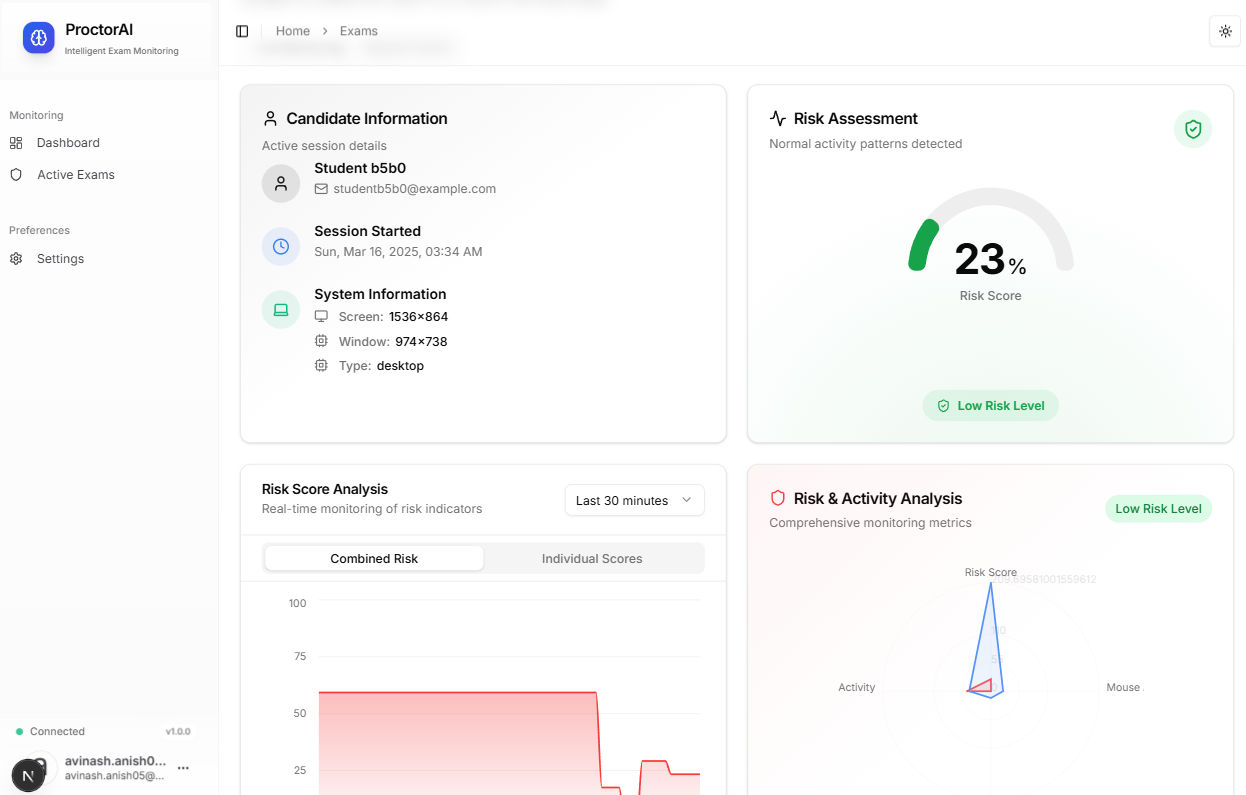 ProctorAI
Intelligent Exam Monitoring
Monitoring
Dashboard
Active Exams
Preferences
Settings
Connected
v1.0.0
N
avinash.anish0...
avinash.anish05@...
Home > Exams
Candidate Information
Active session details
Student b5b0
studentb5b0@example.com
Session Started
Sun, Mar 16, 2025, 03:34 AM
System Information
Screen: 1536×864
Window: 974×738
Type: desktop
Risk Assessment
Normal activity patterns detected
23%
Risk Score
Low Risk Level
Risk Score Analysis
Real-time monitoring of risk indicators
Last 30 minutes
Combined Risk
Individual Scores
100
75
50
25
Risk & Activity Analysis
Comprehensive monitoring metrics
Low Risk Level
Risk Score
209.69581001559612
Activity
Mouse